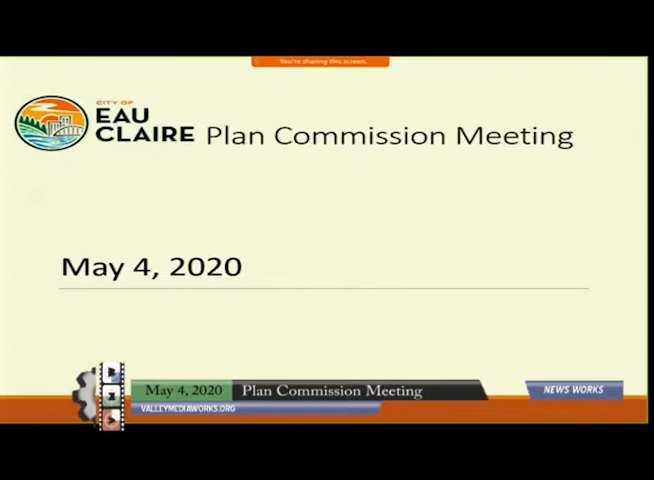 You're sharing this screen.
CITY OF
EAU
CLAIRE Plan Commission Meeting
May 4, 2020
May 4, 2020 Plan Commission Meeting NEWS WORKS
VALLEYMEDIAWORKS.ORG